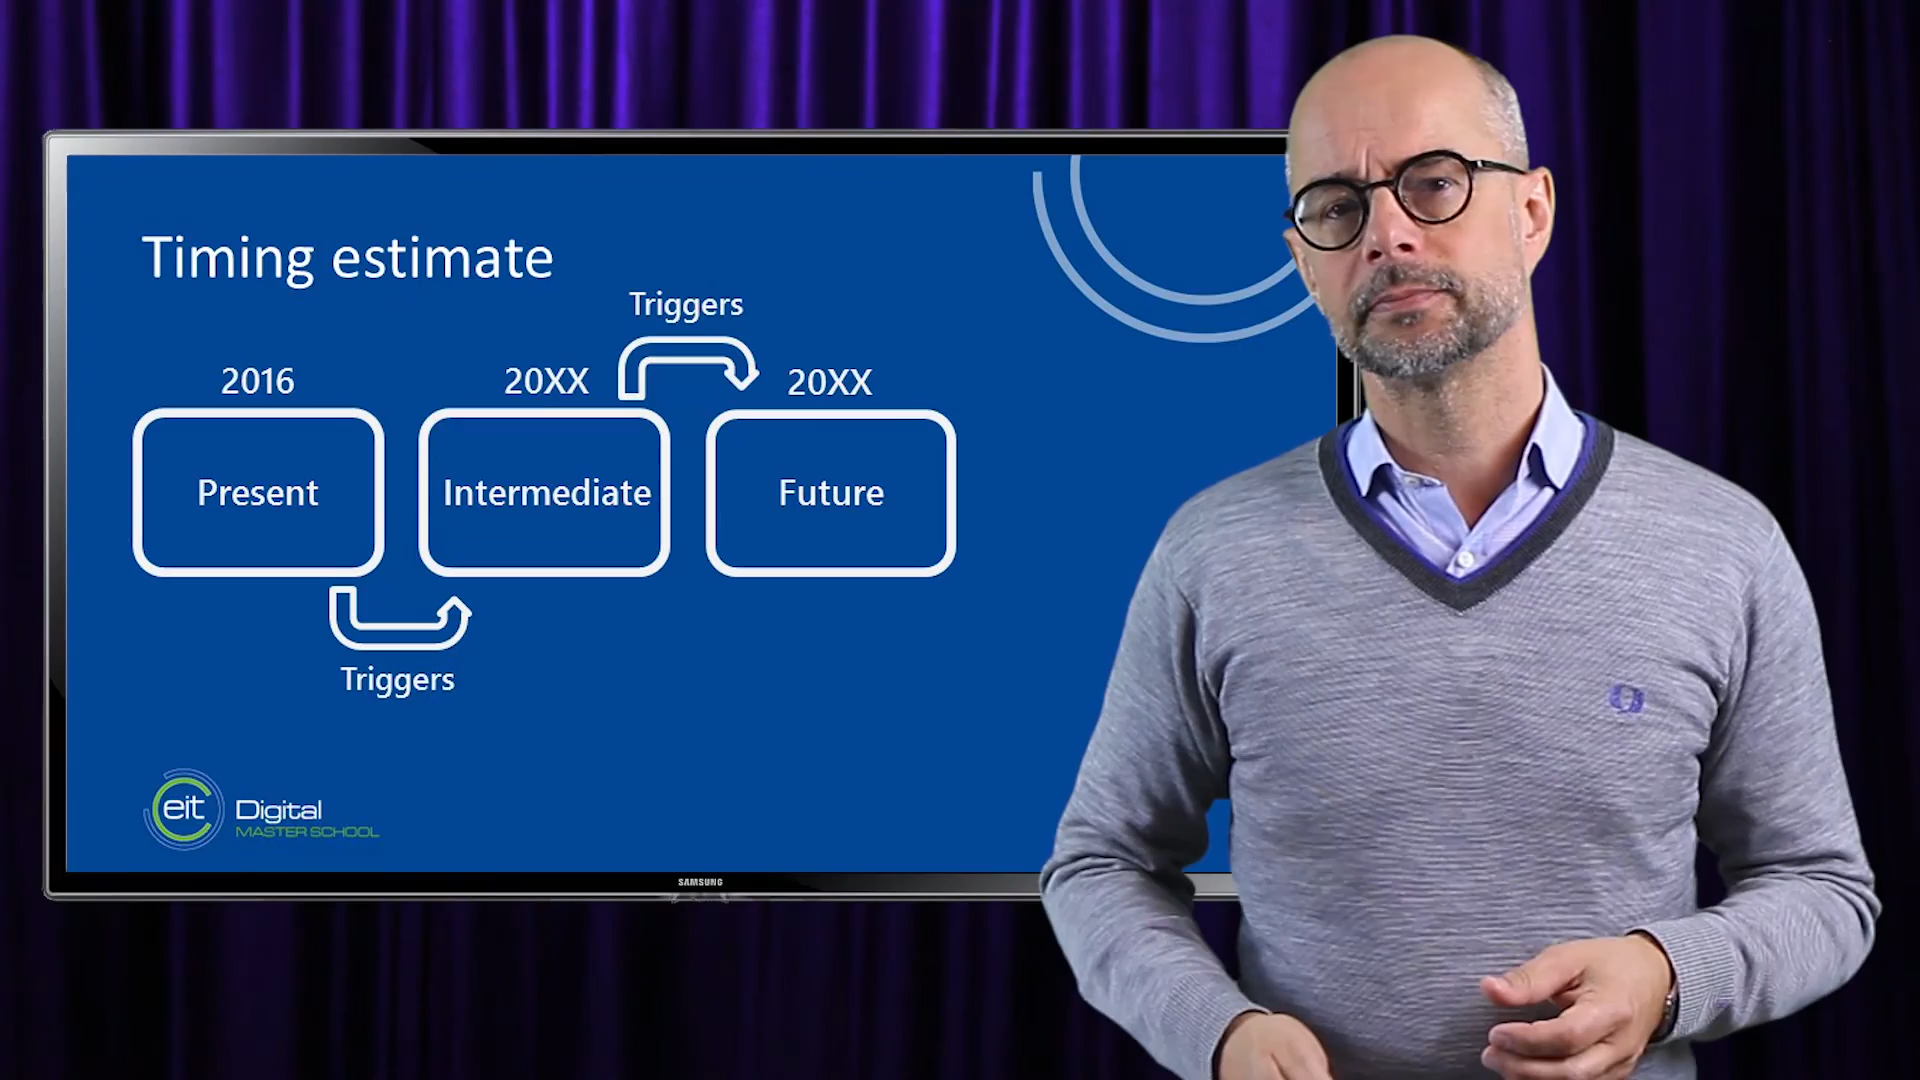 Timing estimate
Triggers
2016
20XX
20XX
Present
Intermediate
Future
Triggers
eit Digital
MASTER SCHOOL
SAMSUNG